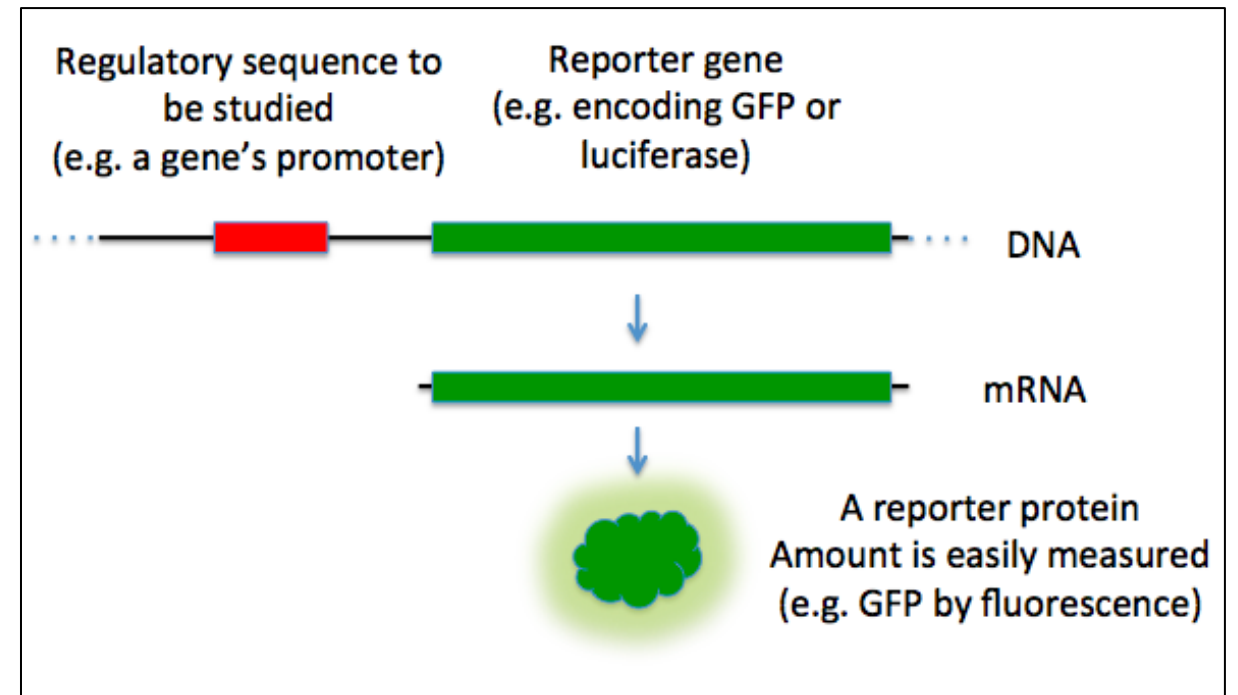 Regulatory sequence to
be studied
(e.g. a gene's promoter)
Reporter gene
(e.g. encoding GFP or
luciferase)
DNA
mRNA
A reporter protein
Amount is easily measured
(e.g. GFP by fluorescence)